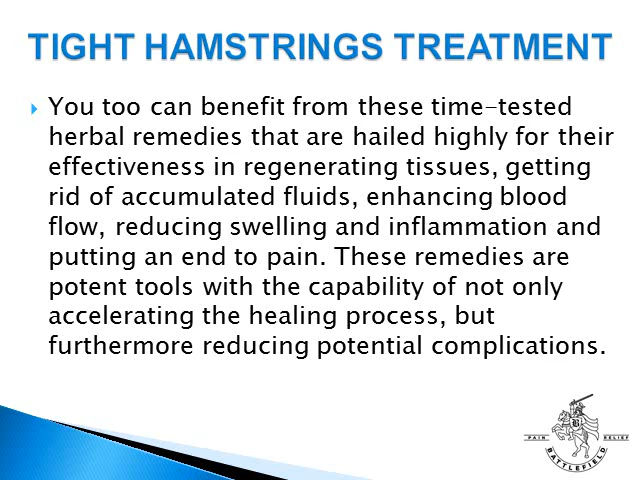 TIGHT HAMSTRINGS TREATMENT
You too can benefit from these time-tested
herbal remedies that are hailed highly for their
effectiveness in regenerating tissues, getting
rid of accumulated fluids, enhancing blood
flow, reducing swelling and inflammation and
putting an end to pain. These remedies are
potent tools with the capability of not only
accelerating the healing process, but
furthermore reducing potential complications.
B
PAIN RELIEF
BATTLEFIELD